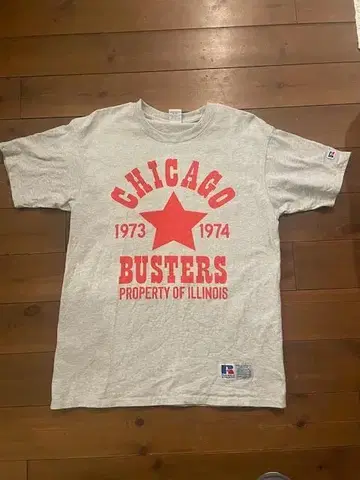 CHICAGO
1973 1974
BUSTERS
PROPERTY OF ILLINOIS
R
R